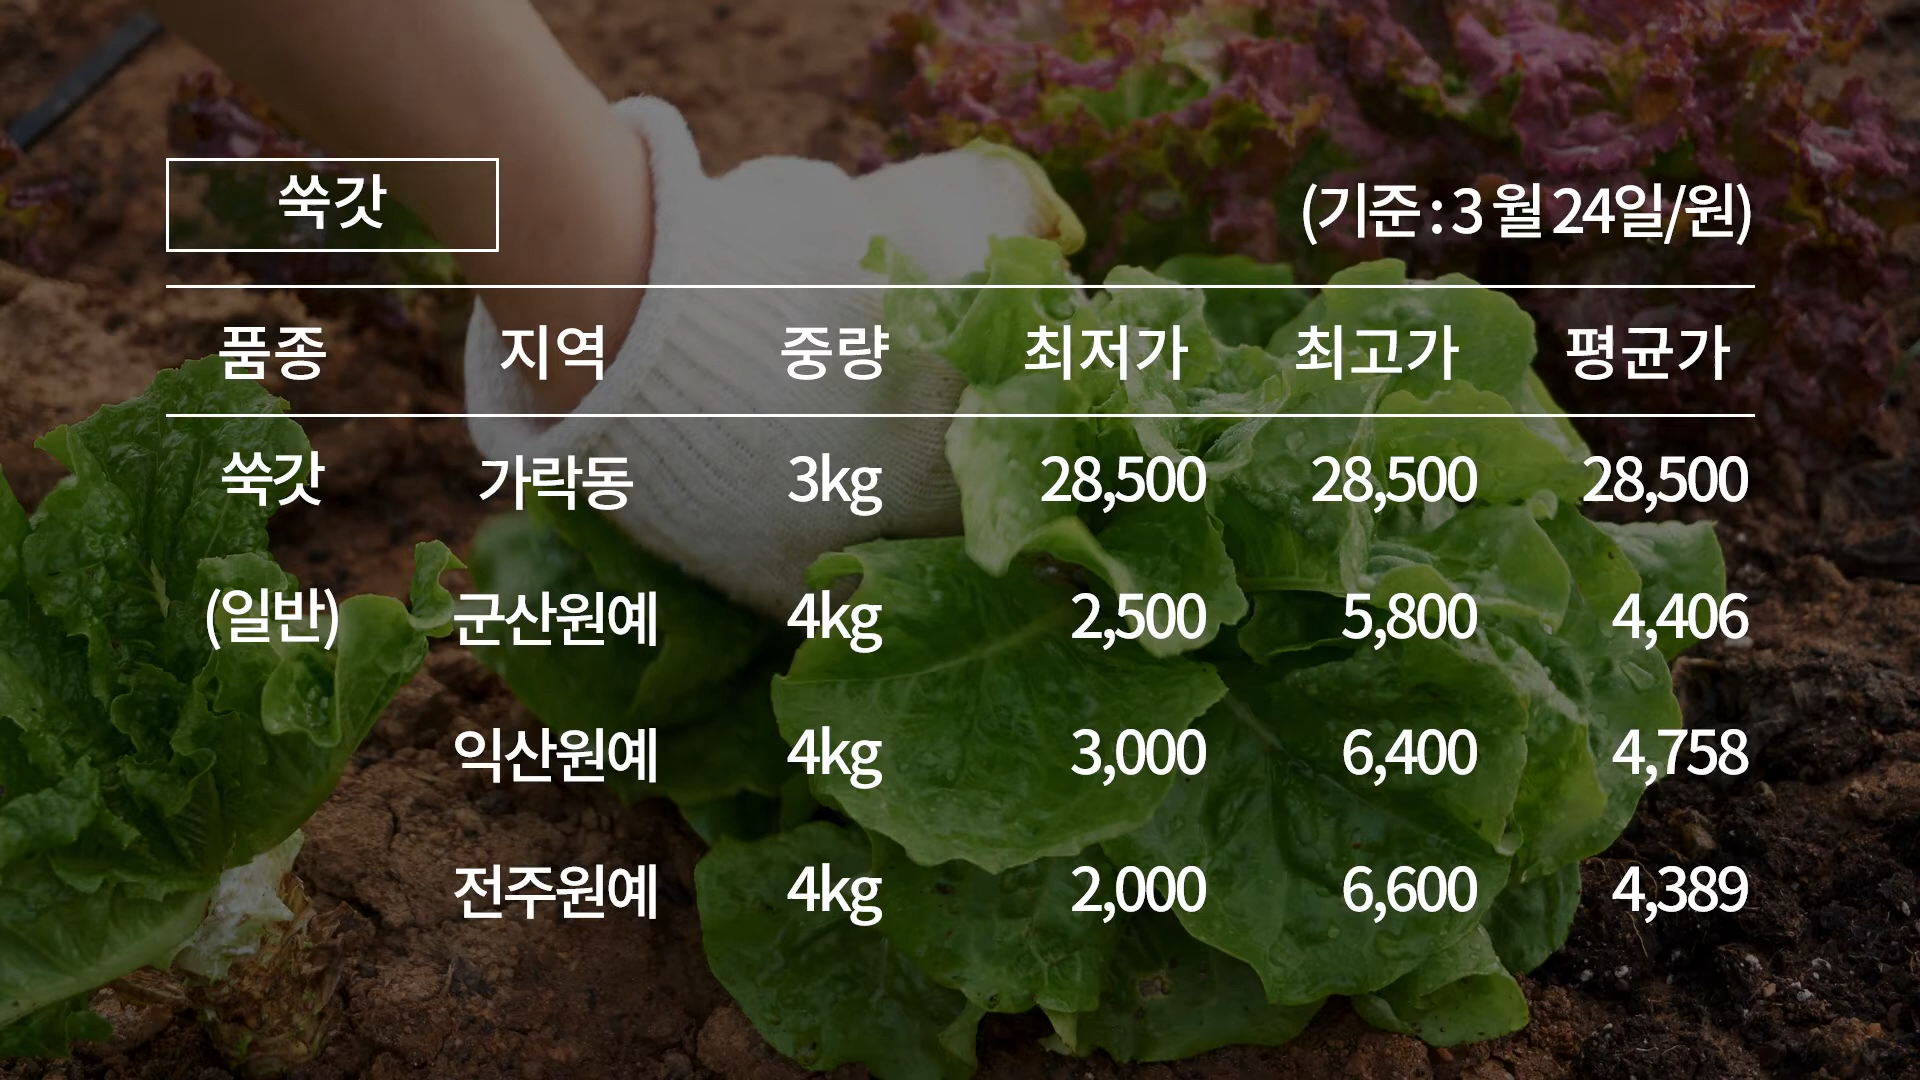 쑥갓
(기준 : 3월 24일/원)
품종 지역 중량 최저가 최고가 평균가
쑥갓 가락동 3kg 28,500 28,500 28,500
(일반) 군산원예 4kg 2,500 5,800 4,406
익산원예 4kg 3,000 6,400 4,758
전주원예 4kg 2,000 6,600 4,389